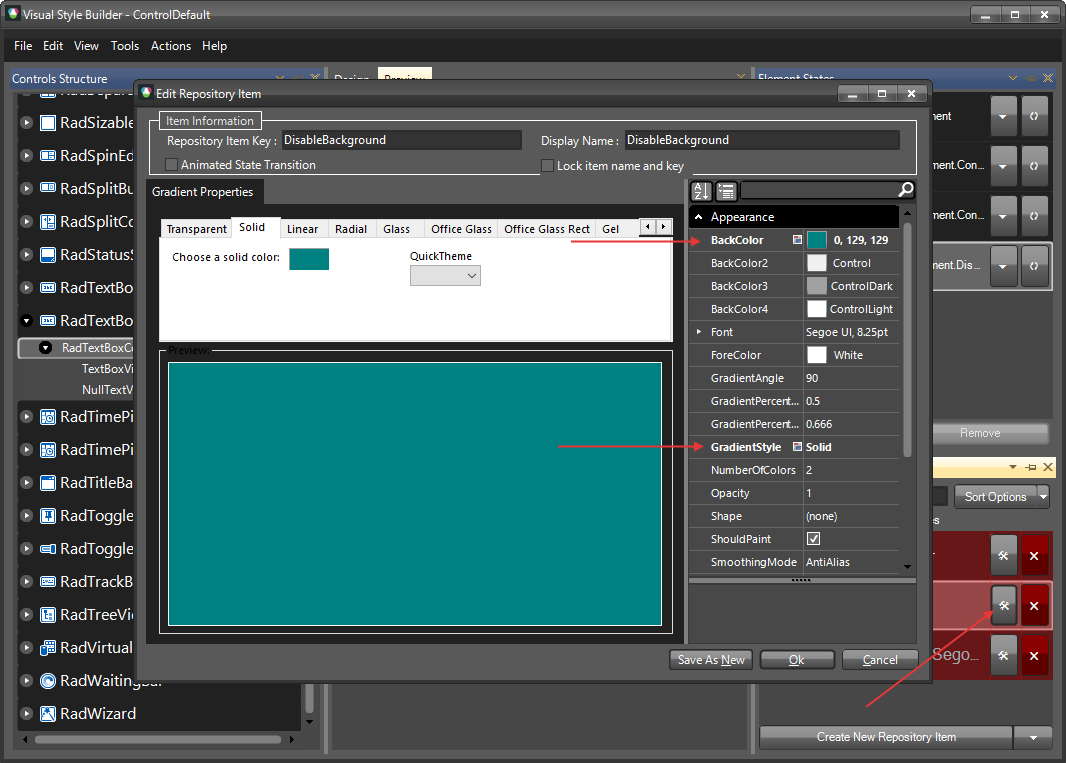 Visual Style Builder - ControlDefault
File Edit View Tools Actions Help
Controls Structure
Design Preview
Element States
RadSizable
RadSpinEd
RadSplitBu
RadSplitCo
RadStatusS
RadTextBo
RadTextBo
RadTextBoxCo
TextBoxVi
NullTextV
RadTimePi
RadTimePi
RadTitleBa
RadToggle
RadToggle
RadTrackB
RadTreeVi
RadVirtual
RadWaitingBar
RadWizard
Edit Repository Item
Item Information
Repository Item Key : DisableBackground
Display Name : DisableBackground
Animated State Transition
Lock item name and key
Gradient Properties
Transparent Solid Linear Radial Glass Office Glass Office Glass Rect Gel
Choose a solid color:
QuickTheme
Preview:
Appearance
BackColor 0, 129, 129
BackColor2 Control
BackColor3 ControlDark
BackColor4 ControlLight
Font Segoe UI, 8.25pt
ForeColor White
GradientAngle 90
GradientPercent... 0.5
GradientPercent... 0.666
GradientStyle Solid
NumberOfColors 2
Opacity 1
Shape (none)
ShouldPaint
SmoothingMode AntiAlias
Save As New Ok Cancel
ment
ment.Con...
ment.Con...
ment.Dis...
Remove
Sort Options
es
Sego...
Create New Repository Item